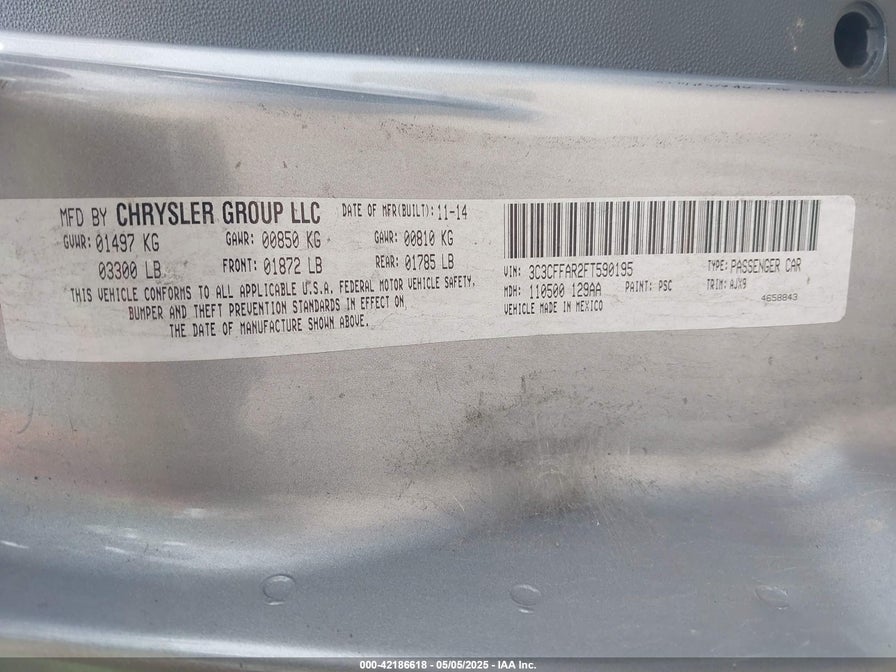 MFD BY CHRYSLER GROUP LLC DATE OF MFR(BUILT): 11-14
GVWR: 01497 KG GAWR: 00850 KG GAWR: 00810 KG
03300 LB FRONT: 01872 LB REAR: 01785 LB
THIS VEHICLE CONFORMS TO ALL APPLICABLE U.S.A. FEDERAL MOTOR VEHICLE SAFETY,
BUMPER AND THEFT PREVENTION STANDARDS IN EFFECT ON
THE DATE OF MANUFACTURE SHOWN ABOVE.
VIN: 3C3CFFAR2FT590195 TYPE: PASSENGER CAR
MDH: 110500 129AA PAINT: PSC TRIM: AJX9
VEHICLE MADE IN MEXICO 4658843
000-42186618 - 05/05/2025 - IAA Inc.